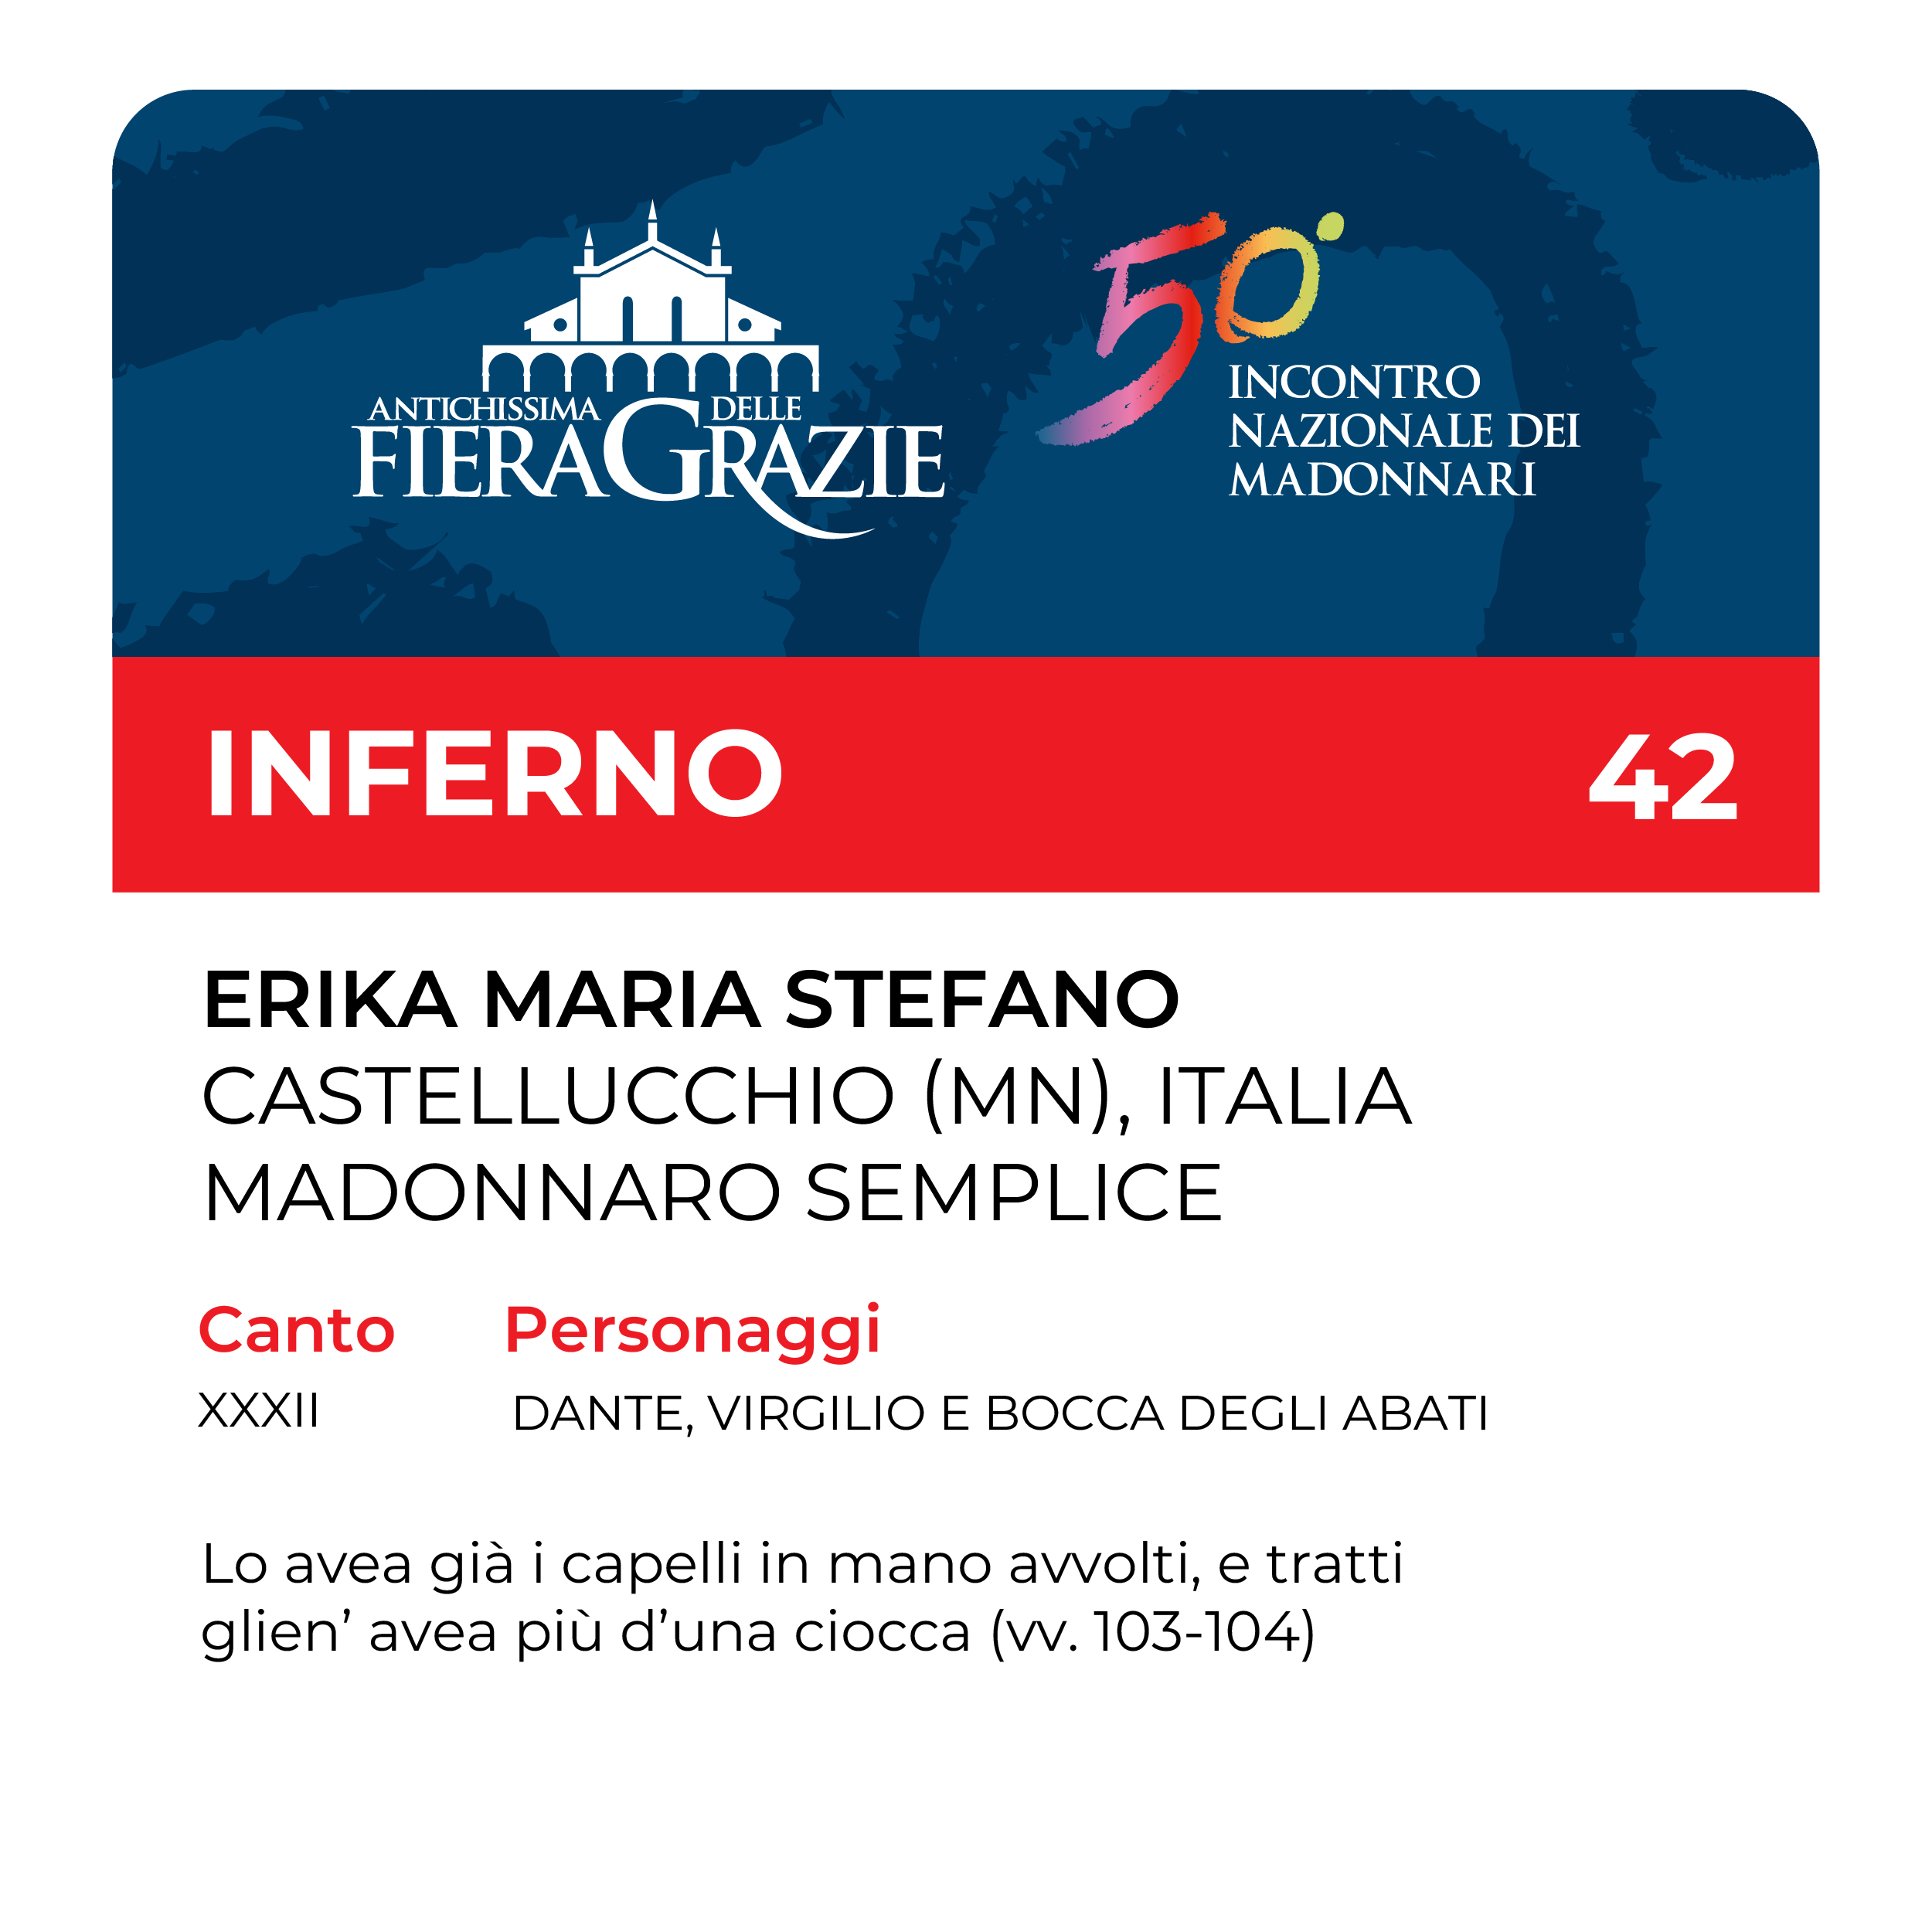 ANTICHISSIMA DELLE
FIERA GRAZIE
50°
INCONTRO
NAZIONALE DEI
MADONNARI
INFERNO 42
ERIKA MARIA STEFANO
CASTELLUCCHIO (MN), ITALIA
MADONNARO SEMPLICE
Canto Personaggi
XXXII DANTE, VIRGILIO E BOCCA DEGLI ABATI
Lo avea già i capelli in mano avvolti, e tratti
glien’ avea più d’una ciocca (vv. 103-104)